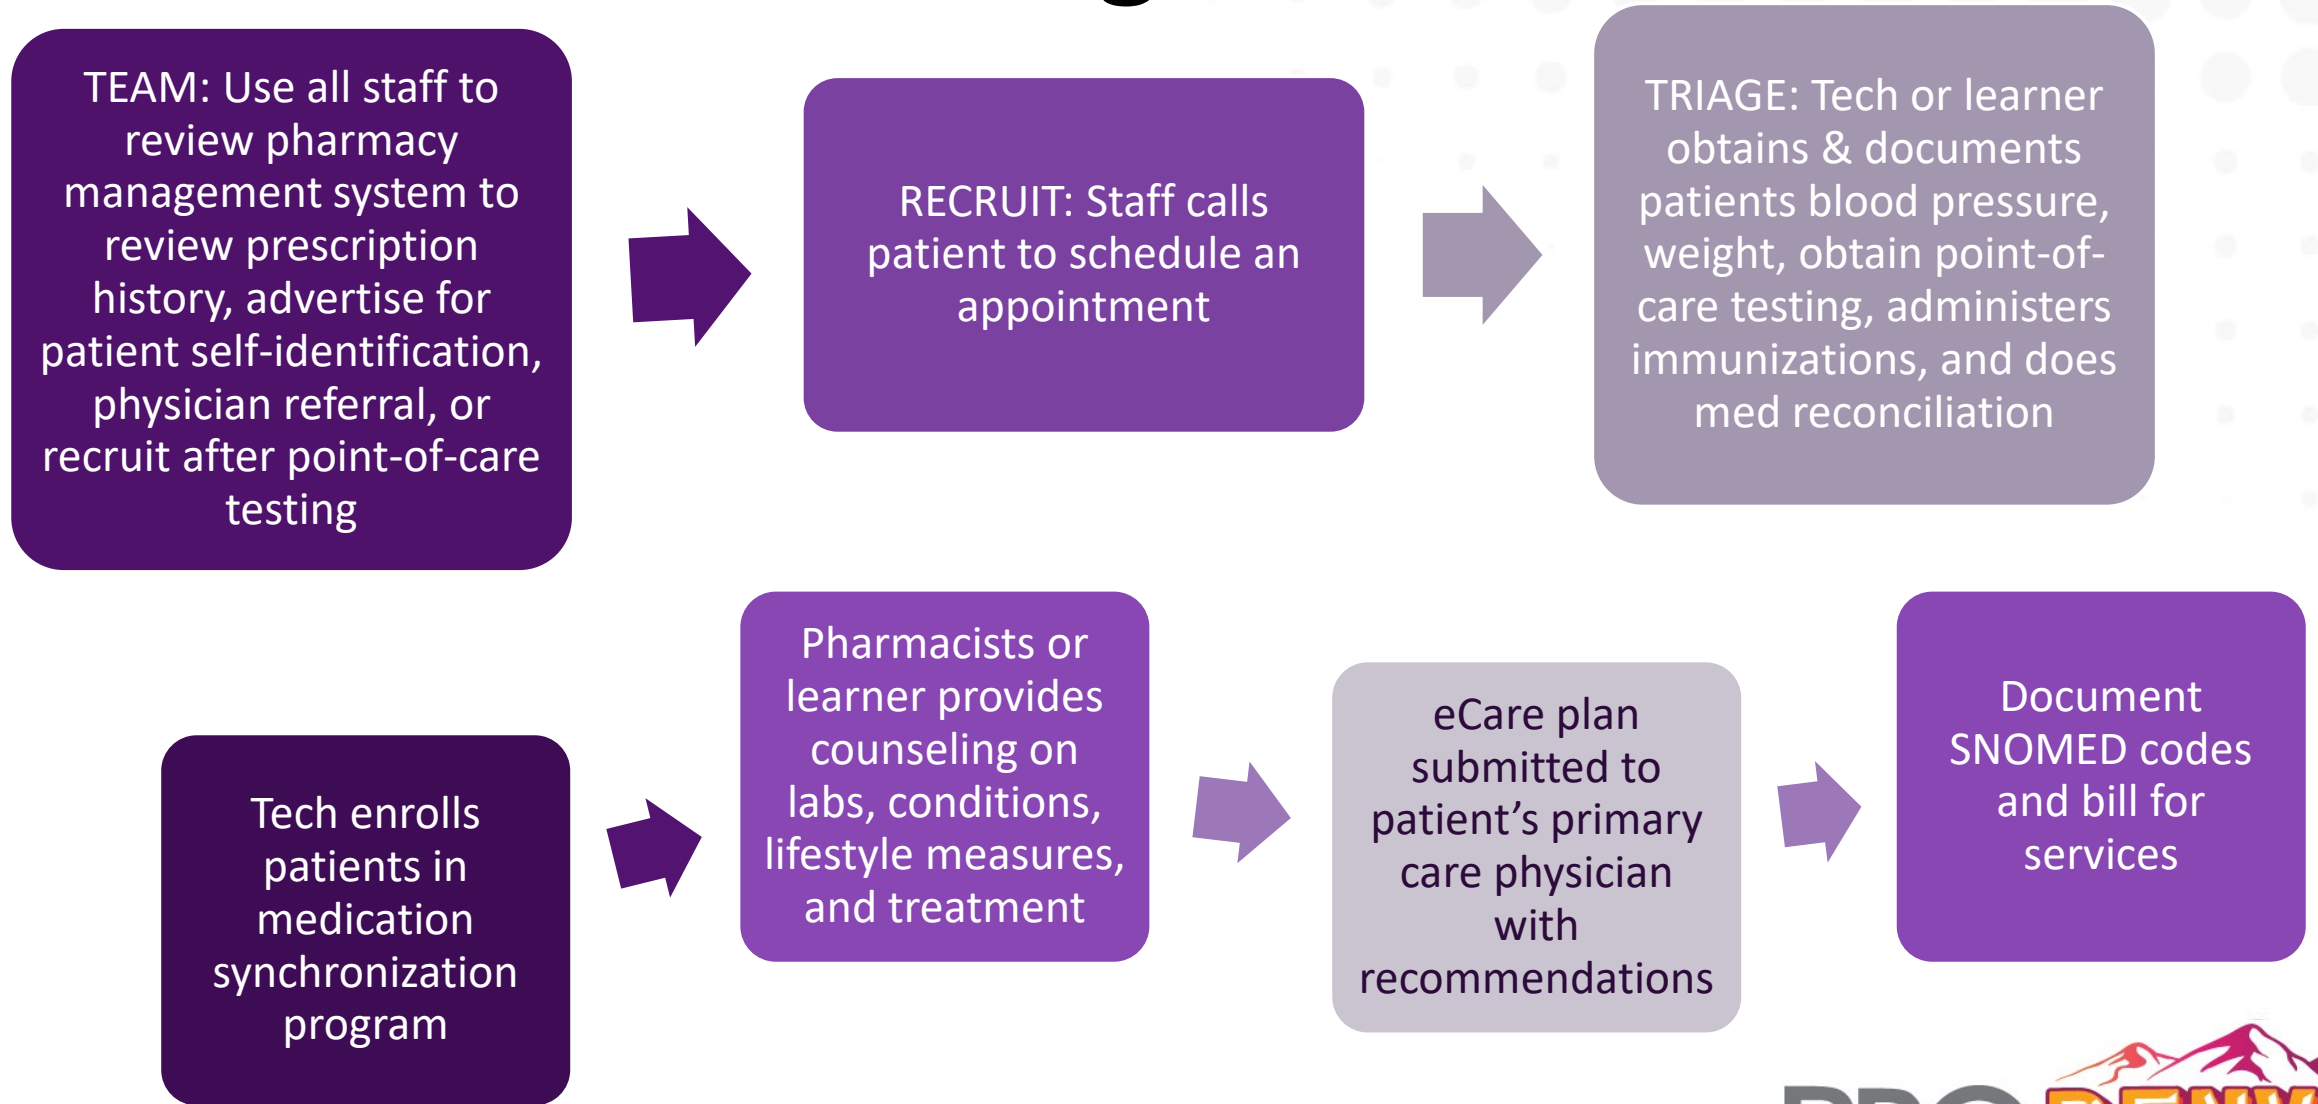 TEAM: Use all staff to
review pharmacy
management system to
review prescription
history, advertise for
patient self-identification,
physician referral, or
recruit after point-of-care
testing
RECRUIT: Staff calls
patient to schedule an
appointment
TRIAGE: Tech or learner
obtains & documents
patients blood pressure,
weight, obtain point-of-
care testing, administers
immunizations, and does
med reconciliation
Tech enrolls
patients in
medication
synchronization
program
Pharmacists or
learner provides
counseling on
labs, conditions,
lifestyle measures,
and treatment
eCare plan
submitted to
patient’s primary
care physician
with
recommendations
Document
SNOMED codes
and bill for
services